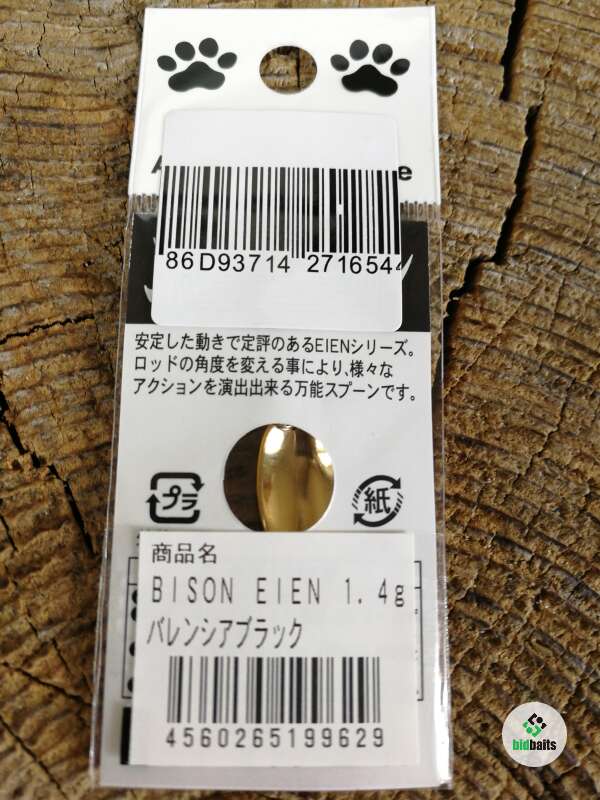 86D93714 2716544
安定した動きで定評のあるEIENシリーズ。
ロッドの角度を変える事により、様々な
アクションを演出出来る万能スプーンです。
プラ
紙
商品名
BISON EIEN 1.4g
バレンシアブラック
4560265199629
bidbaits